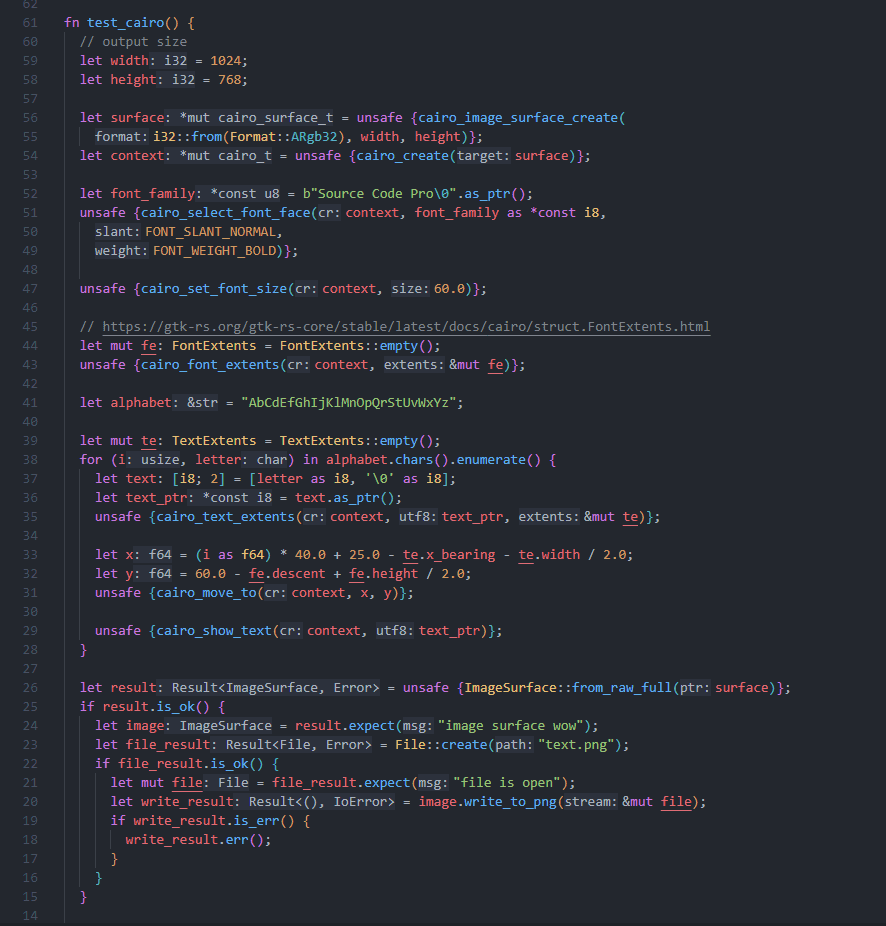 62
61 fn test_cairo() {
60 // output size
59 let width: i32 = 1024;
58 let height: i32 = 768;
57
56 let surface: *mut cairo_surface_t = unsafe {cairo_image_surface_create(
55 format: i32::from(Format::ARgb32), width, height)};
54 let context: *mut cairo_t = unsafe {cairo_create(target: surface)};
53
52 let font_family: *const u8 = b"Source Code Pro\0".as_ptr();
51 unsafe {cairo_select_font_face(cr: context, font_family as *const i8,
50 slant: FONT_SLANT_NORMAL,
49 weight: FONT_WEIGHT_BOLD)};
48
47 unsafe {cairo_set_font_size(cr: context, size: 60.0)};
46
45 // https://gtk-rs.org/gtk-rs-core/stable/latest/docs/cairo/struct.FontExtents.html
44 let mut fe: FontExtents = FontExtents::empty();
43 unsafe {cairo_font_extents(cr: context, extents: &mut fe)};
42
41 let alphabet: &str = "AbCdEfGhIjKlMnOpQrStUvWxYz";
40
39 let mut te: TextExtents = TextExtents::empty();
38 for (i: usize, letter: char) in alphabet.chars().enumerate() {
37 let text: [i8; 2] = [letter as i8, '\0' as i8];
36 let text_ptr: *const i8 = text.as_ptr();
35 unsafe {cairo_text_extents(cr: context, utf8: text_ptr, extents: &mut te)};
34
33 let x: f64 = (i as f64) * 40.0 + 25.0 - te.x_bearing - te.width / 2.0;
32 let y: f64 = 60.0 - fe.descent + fe.height / 2.0;
31 unsafe {cairo_move_to(cr: context, x, y)};
30
29 unsafe {cairo_show_text(cr: context, utf8: text_ptr)};
28 }
27
26 let result: Result<ImageSurface, Error> = unsafe {ImageSurface::from_raw_full(ptr: surface)};
25 if result.is_ok() {
24 let image: ImageSurface = result.expect(msg: "image surface wow");
23 let file_result: Result<File, Error> = File::create(path: "text.png");
22 if file_result.is_ok() {
21 let mut file: File = file_result.expect(msg: "file is open");
20 let write_result: Result<(), IoError> = image.write_to_png(stream: &mut file);
19 if write_result.is_err() {
18 write_result.err();
17 }
16 }
15 }
14